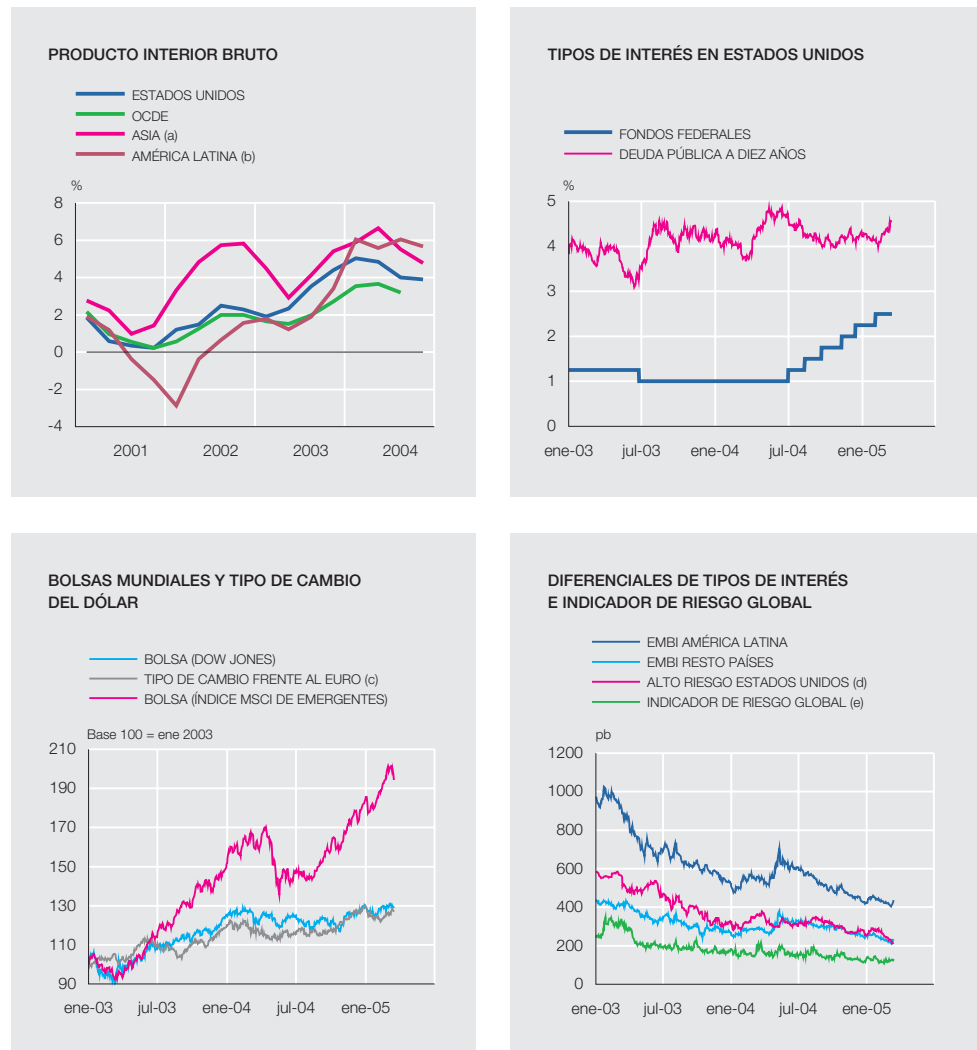 PRODUCTO INTERIOR BRUTO
ESTADOS UNIDOS
OCDE
ASIA (a)
AMÉRICA LATINA (b)
%
8
6
4
2
0
-2
-4
2001 2002 2003 2004
TIPOS DE INTERÉS EN ESTADOS UNIDOS
FONDOS FEDERALES
DEUDA PÚBLICA A DIEZ AÑOS
%
5
4
3
2
1
0
ene-03 jul-03 ene-04 jul-04 ene-05
BOLSAS MUNDIALES Y TIPO DE CAMBIO
DEL DÓLAR
BOLSA (DOW JONES)
TIPO DE CAMBIO FRENTE AL EURO (c)
BOLSA (ÍNDICE MSCI DE EMERGENTES)
Base 100 = ene 2003
210
190
170
150
130
110
90
ene-03 jul-03 ene-04 jul-04 ene-05
DIFERENCIALES DE TIPOS DE INTERÉS
E INDICADOR DE RIESGO GLOBAL
EMBI AMÉRICA LATINA
EMBI RESTO PAÍSES
ALTO RIESGO ESTADOS UNIDOS (d)
INDICADOR DE RIESGO GLOBAL (e)
pb
1200
1000
800
600
400
200
0
ene-03 jul-03 ene-04 jul-04 ene-05